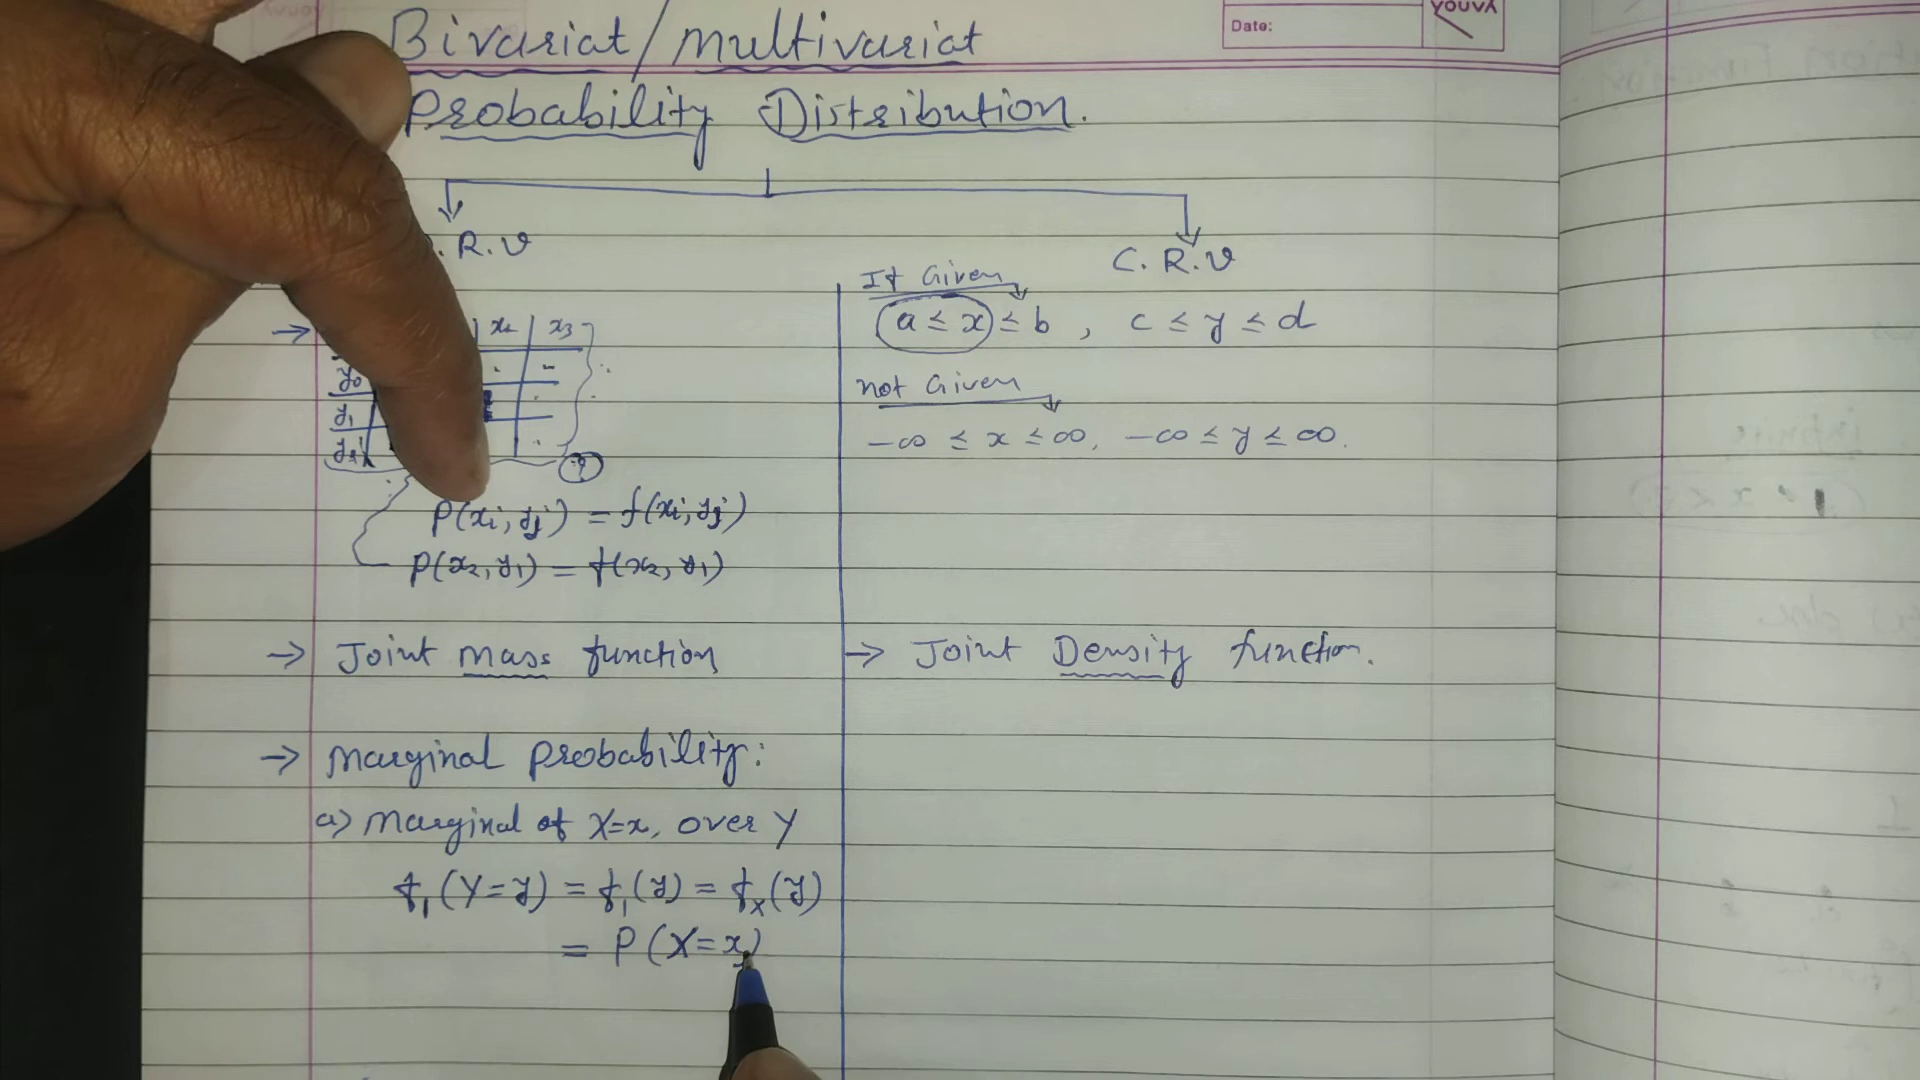 YOUVA
Date:
Bivariat/multivariat
Probability Distribution.
. R.V
C. R.V
If Given
a ≤ x ≤ b , c ≤ y ≤ d
not Given
-∞ ≤ x ≤ ∞, -∞ ≤ y ≤ ∞.
→ x₂ x₃
y₀
y₁
P(xi, yj) = f(xi, yj)
P(x₂, y₁) = f(x₂, y₁)
→ Joint mass function
→ Joint Density function.
→ Marginal Probability:
a) Marginal of X=x, over Y
f₁(Y=y) = f₁(y) = fₓ(y)
= P(X=x)